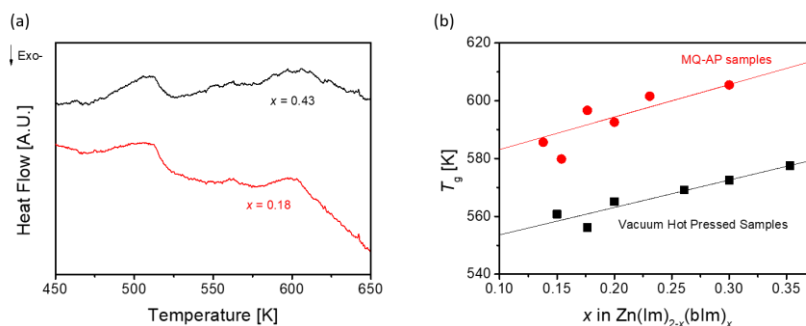 (a)
↓ Exo-
Heat Flow [A.U.]
x = 0.43
x = 0.18
450 500 550 600 650
Temperature [K]
(b)
620
600
580
560
540
Tg [K]
MQ-AP samples
Vacuum Hot Pressed Samples
0.10 0.15 0.20 0.25 0.30 0.35
x in Zn(Im)2-x(bIm)x